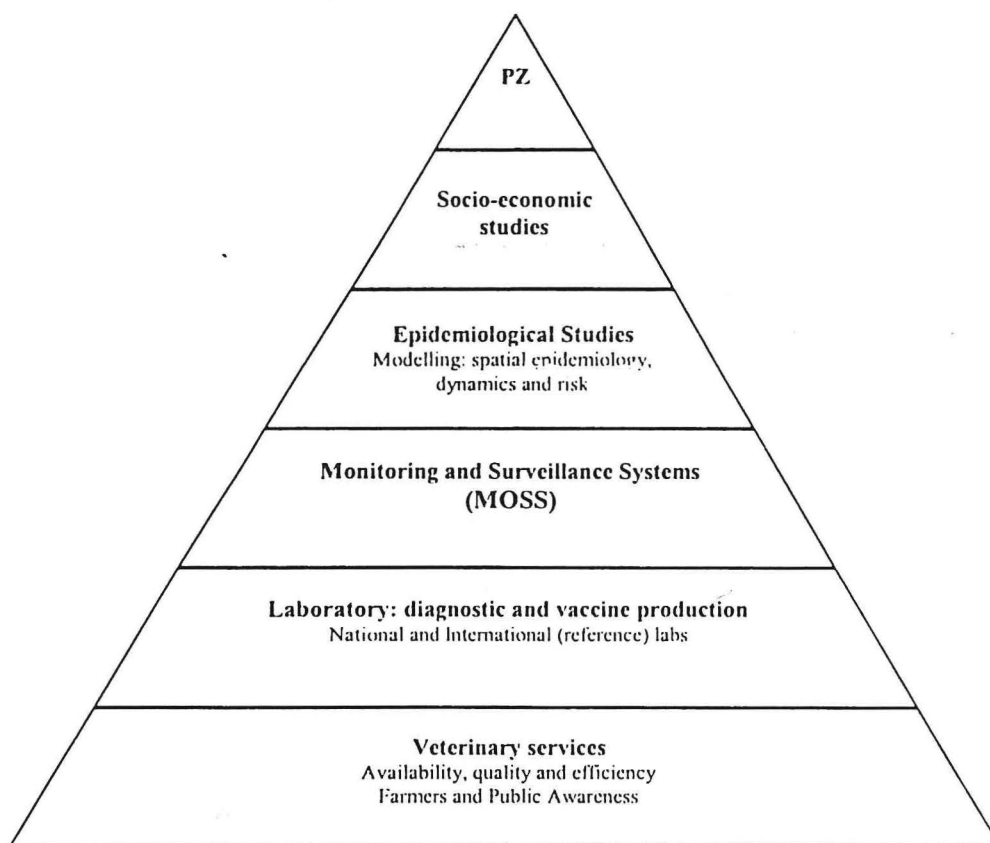 PZ
Socio-economic
studies
Epidemiological Studies
Modelling: spatial epidemiology,
dynamics and risk
Monitoring and Surveillance Systems
(MOSS)
Laboratory: diagnostic and vaccine production
National and International (reference) labs
Veterinary services
Availability, quality and efficiency
Farmers and Public Awareness